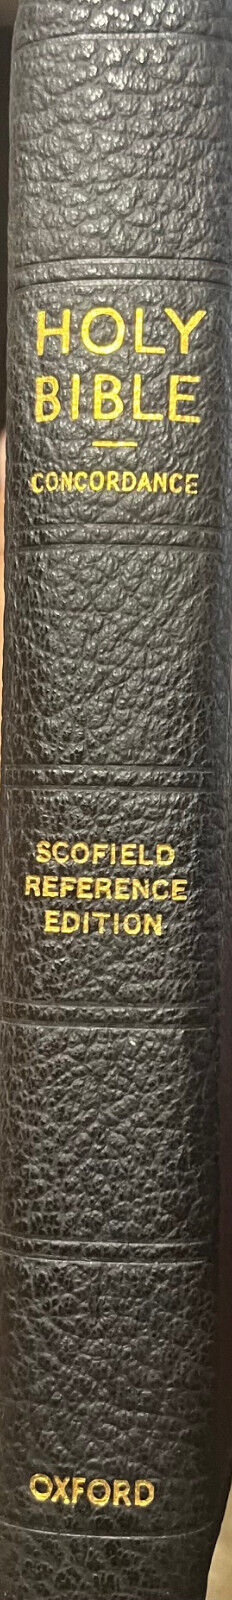 HOLY
BIBLE
CONCORDANCE
SCOFIELD
REFERENCE
EDITION
OXFORD